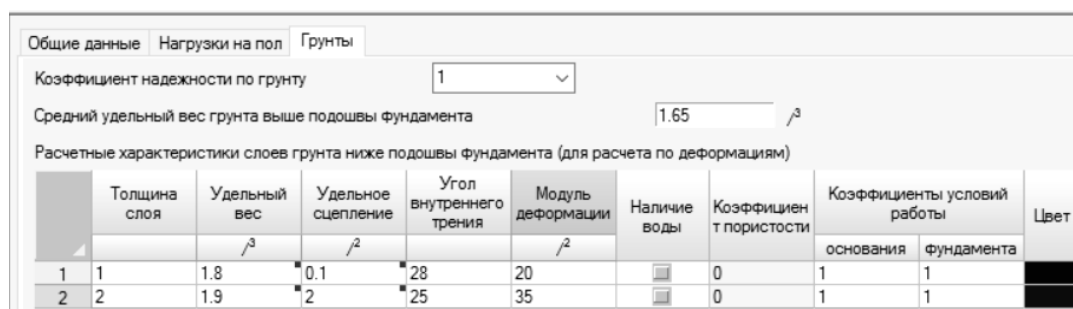 Общие данные Нагрузки на пол Грунты
Коэффициент надежности по грунту 1
Средний удельный вес грунта выше подошвы фундамента 1.65 /³
Расчетные характеристики слоев грунта ниже подошвы фундамента (для расчета по деформациям)
Толщина слоя Удельный вес Удельное сцепление Угол внутреннего трения Модуль деформации Наличие воды Коэффициен т пористости Коэффициенты условий работы Цвет
/³ /² /² основания фундамента
1 1 1.8 0.1 28 20 0 1 1
2 2 1.9 2 25 35 0 1 1